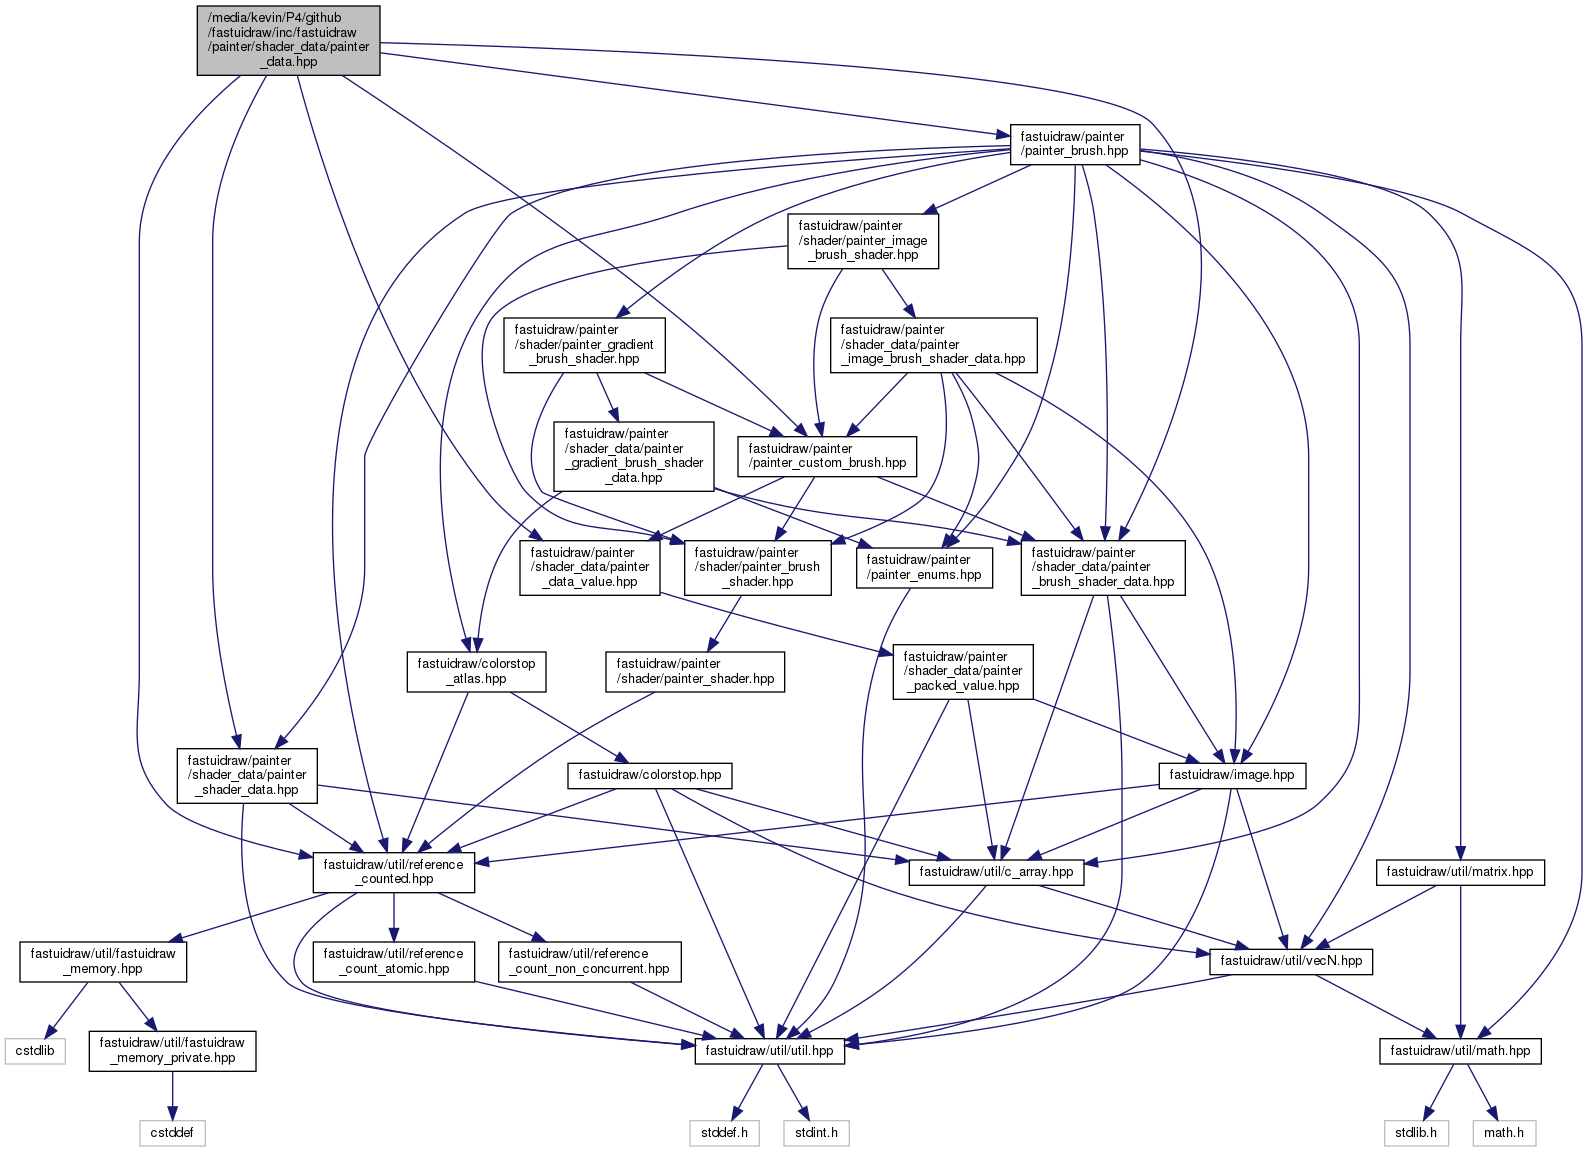 /media/kevin/P4/github
/fastuidraw/inc/fastuidraw
/painter/shader_data/painter
_data.hpp
fastuidraw/painter
/painter_brush.hpp
fastuidraw/painter
/shader/painter_image
_brush_shader.hpp
fastuidraw/painter
/shader/painter_gradient
_brush_shader.hpp
fastuidraw/painter
/shader_data/painter
_image_brush_shader_data.hpp
fastuidraw/painter
/shader_data/painter
_gradient_brush_shader
_data.hpp
fastuidraw/painter
/painter_custom_brush.hpp
fastuidraw/painter
/shader_data/painter
_data_value.hpp
fastuidraw/painter
/shader/painter_brush
_shader.hpp
fastuidraw/painter
/painter_enums.hpp
fastuidraw/painter
/shader_data/painter
_brush_shader_data.hpp
fastuidraw/colorstop
_atlas.hpp
fastuidraw/painter
/shader/painter_shader.hpp
fastuidraw/painter
/shader_data/painter
_packed_value.hpp
fastuidraw/painter
/shader_data/painter
_shader_data.hpp
fastuidraw/colorstop.hpp
fastuidraw/image.hpp
fastuidraw/util/reference
_counted.hpp
fastuidraw/util/c_array.hpp
fastuidraw/util/matrix.hpp
fastuidraw/util/fastuidraw
_memory.hpp
fastuidraw/util/reference
_count_atomic.hpp
fastuidraw/util/reference
_count_non_concurrent.hpp
fastuidraw/util/vecN.hpp
cstdlib
fastuidraw/util/fastuidraw
_memory_private.hpp
fastuidraw/util/util.hpp
fastuidraw/util/math.hpp
cstddef
stddef.h
stdint.h
stdlib.h
math.h